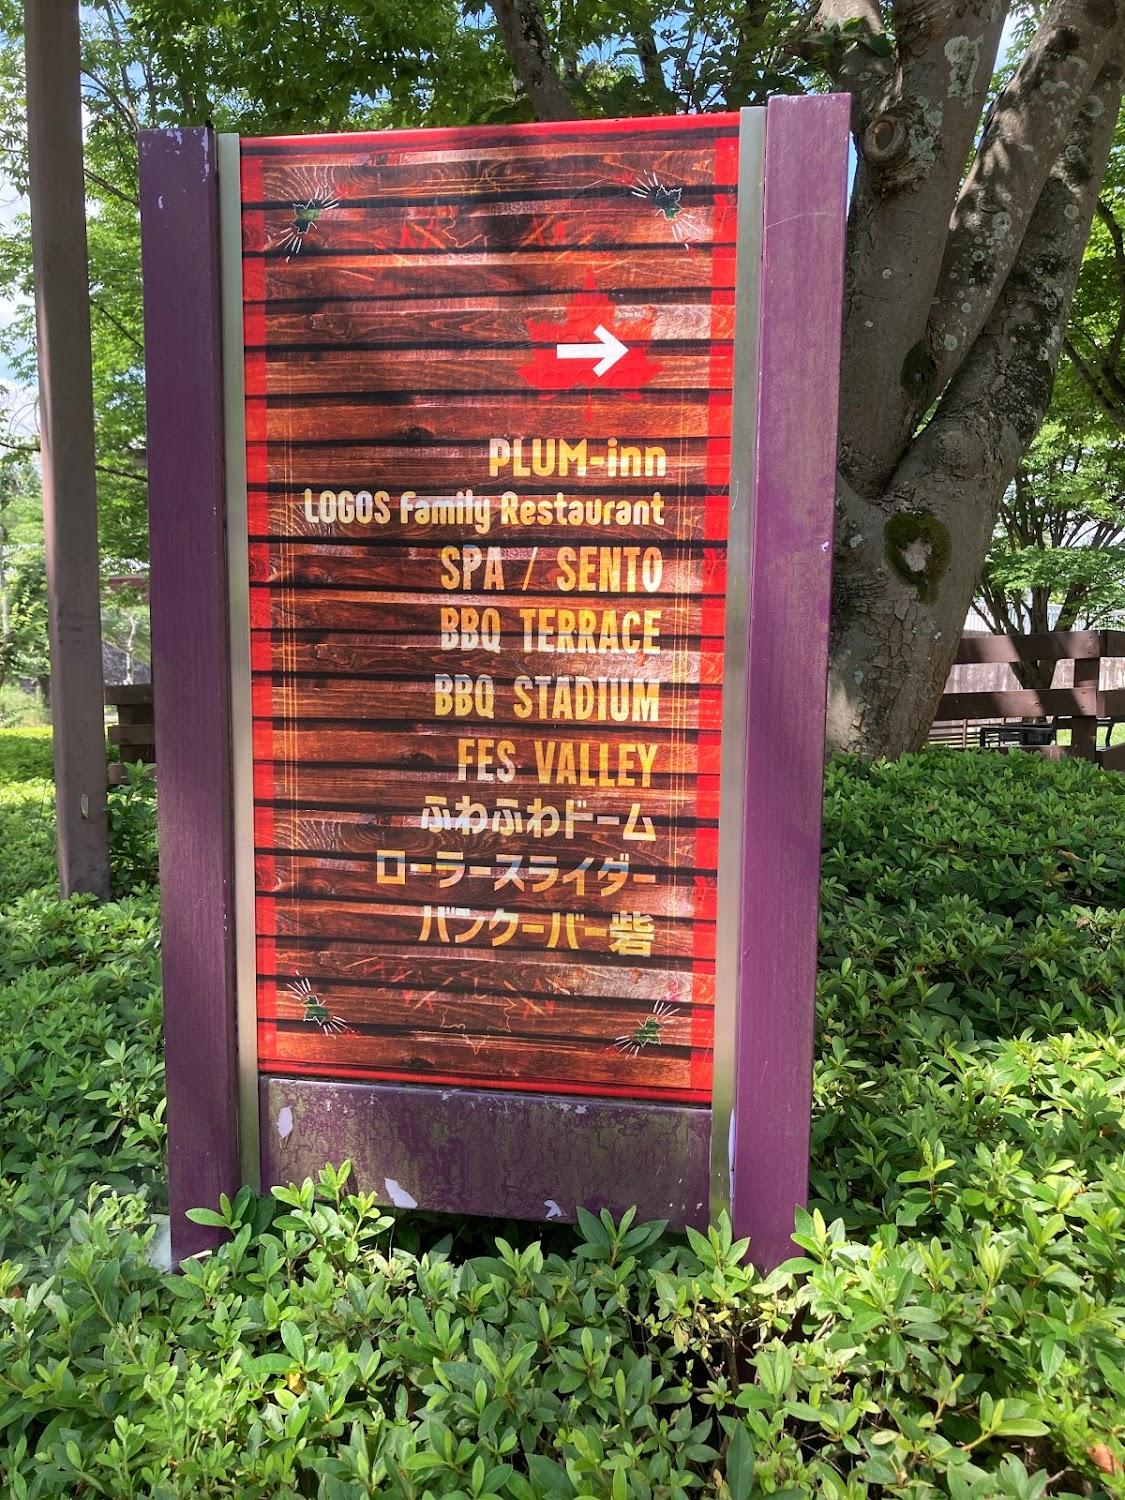 PLUM-inn
LOGOS Family Restaurant
SPA / SENTO
BBQ TERRACE
BBQ STADIUM
FES VALLEY
ふわふわドーム
ローラースライダー
バンクーバー砦